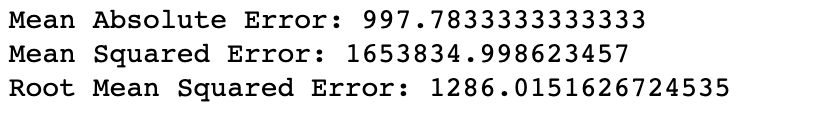 Mean Absolute Error: 997.7833333333333
Mean Squared Error: 1653834.998623457
Root Mean Squared Error: 1286.0151626724535